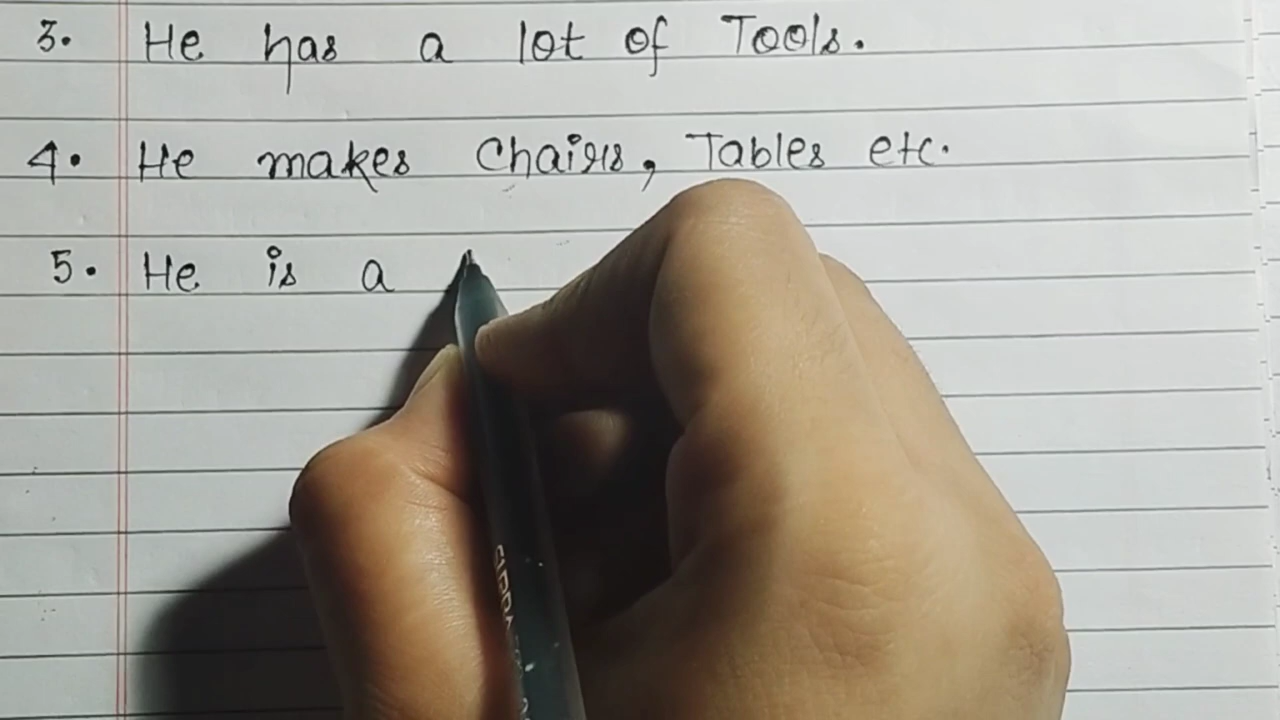 3. He has a lot of Tools.
4. He makes Chairs, Tables etc.
5. He is a